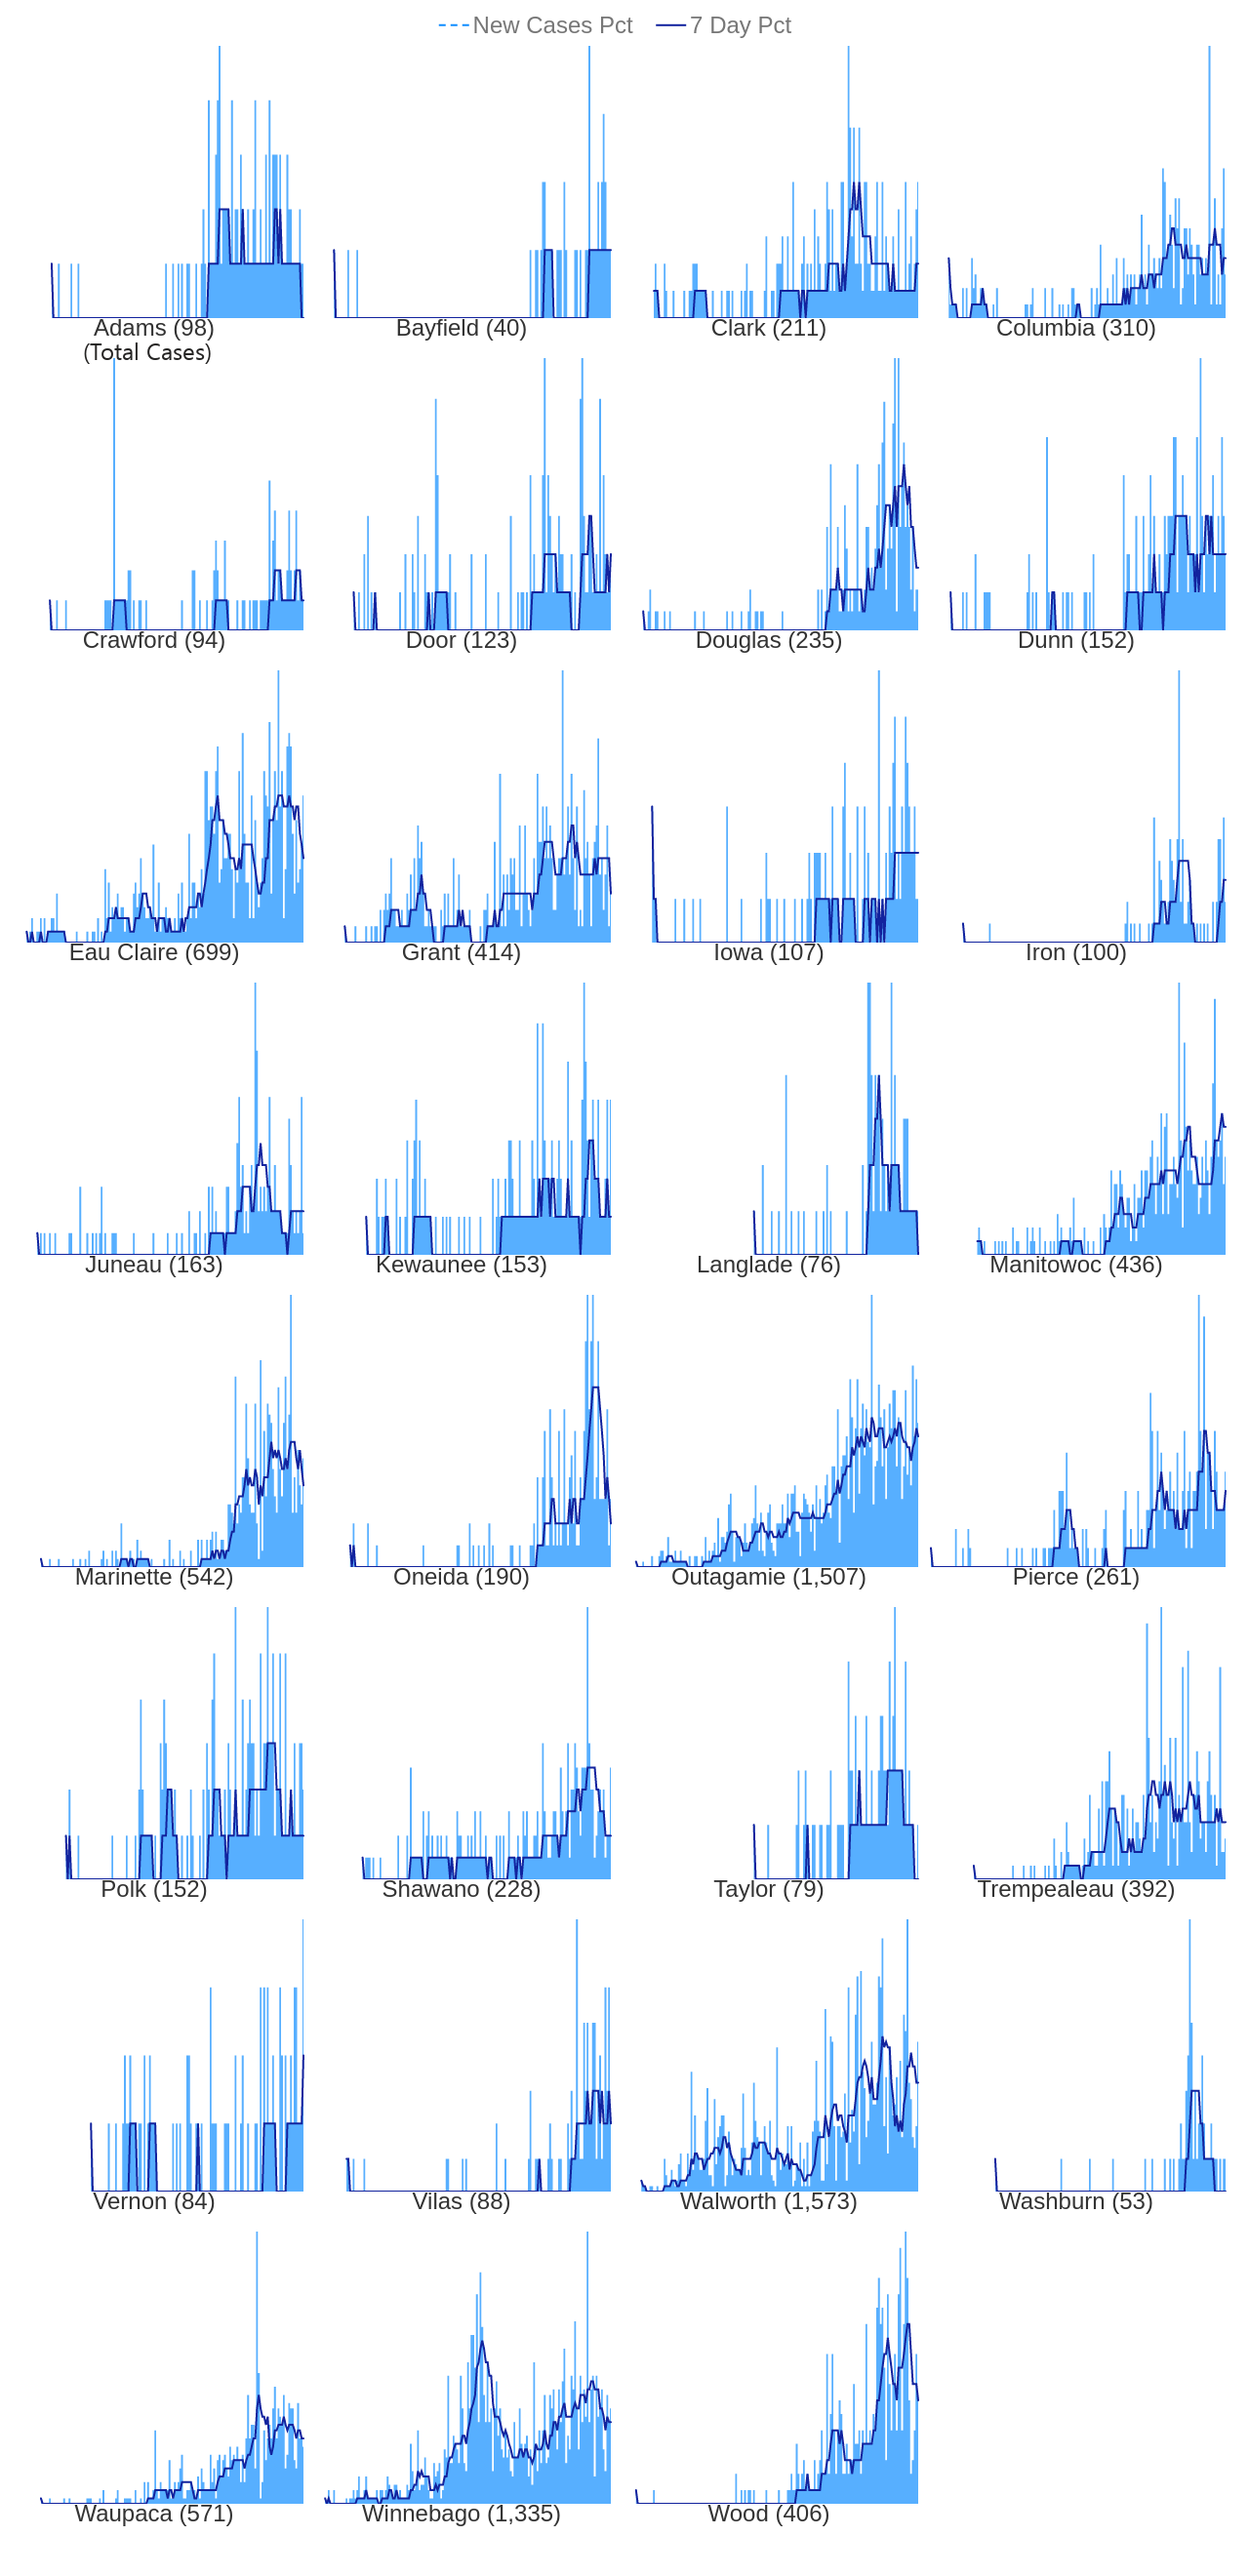 New Cases Pct 7 Day Pct
Adams (98) Bayfield (40) Clark (211) Columbia (310)
(Total Cases)
Crawford (94) Door (123) Douglas (235) Dunn (152)
Eau Claire (699) Grant (414) Iowa (107) Iron (100)
Juneau (163) Kewaunee (153) Langlade (76) Manitowoc (436)
Marinette (542) Oneida (190) Outagamie (1,507) Pierce (261)
Polk (152) Shawano (228) Taylor (79) Trempealeau (392)
Vernon (84) Vilas (88) Walworth (1,573) Washburn (53)
Waupaca (571) Winnebago (1,335) Wood (406)